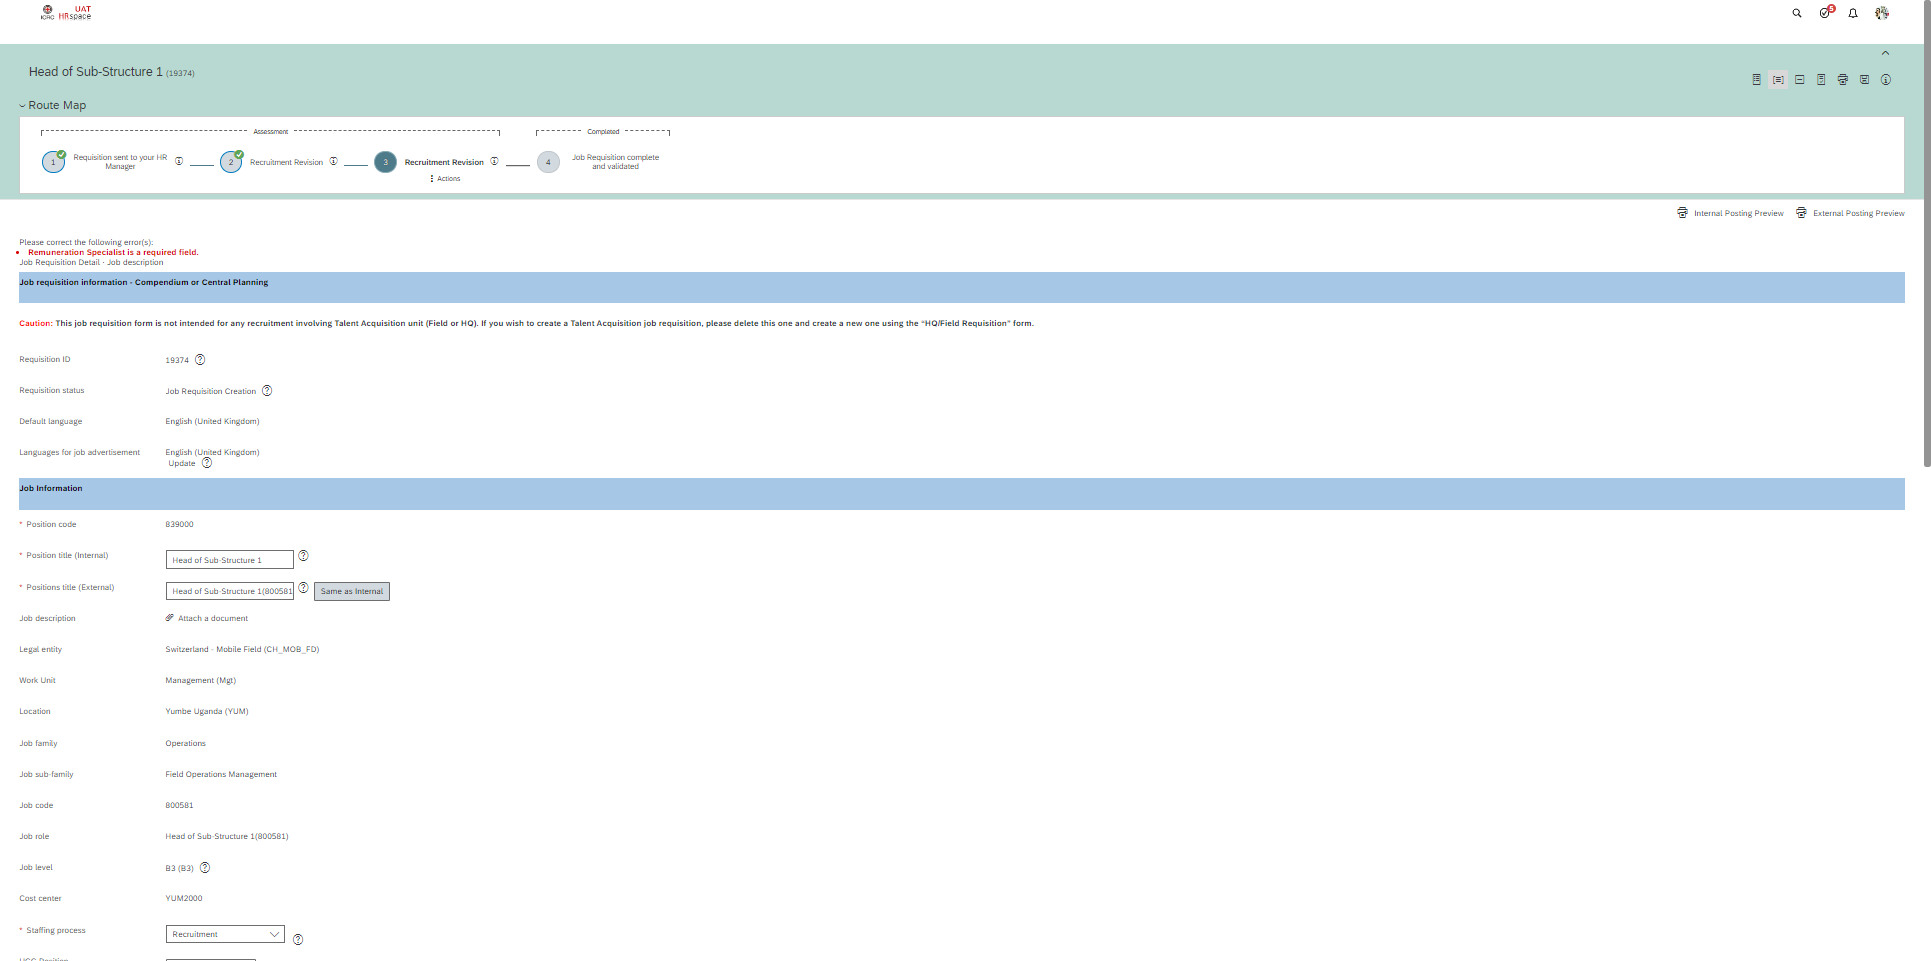 UAT
ICRC HRspace
5
Head of Sub-Structure 1 (19374)
Route Map
Assessment
Completed
1
Requisition sent to your HR Manager
2
Recruitment Revision
3
Recruitment Revision
Actions
4
Job Requisition complete and validated
Internal Posting Preview
External Posting Preview
Please correct the following error(s):
Remuneration Specialist is a required field.
Job Requisition Detail - Job description
Job requisition information - Compendium or Central Planning
Caution: This job requisition form is not intended for any recruitment involving Talent Acquisition unit (Field or HQ). If you wish to create a Talent Acquisition job requisition, please delete this one and create a new one using the "HQ/Field Requisition" form.
Requisition ID 19374
Requisition status Job Requisition Creation
Default language English (United Kingdom)
Languages for job advertisement English (United Kingdom)
Update
Job Information
* Position code 839000
* Position title (Internal) Head of Sub-Structure 1
* Positions title (External) Head of Sub-Structure 1(800581 Same as Internal
Job description Attach a document
Legal entity Switzerland - Mobile Field (CH_MOB_FD)
Work Unit Management (Mgt)
Location Yumbe Uganda (YUM)
Job family Operations
Job sub-family Field Operations Management
Job code 800581
Job role Head of Sub-Structure 1(800581)
Job level B3 (B3)
Cost center YUM2000
* Staffing process Recruitment